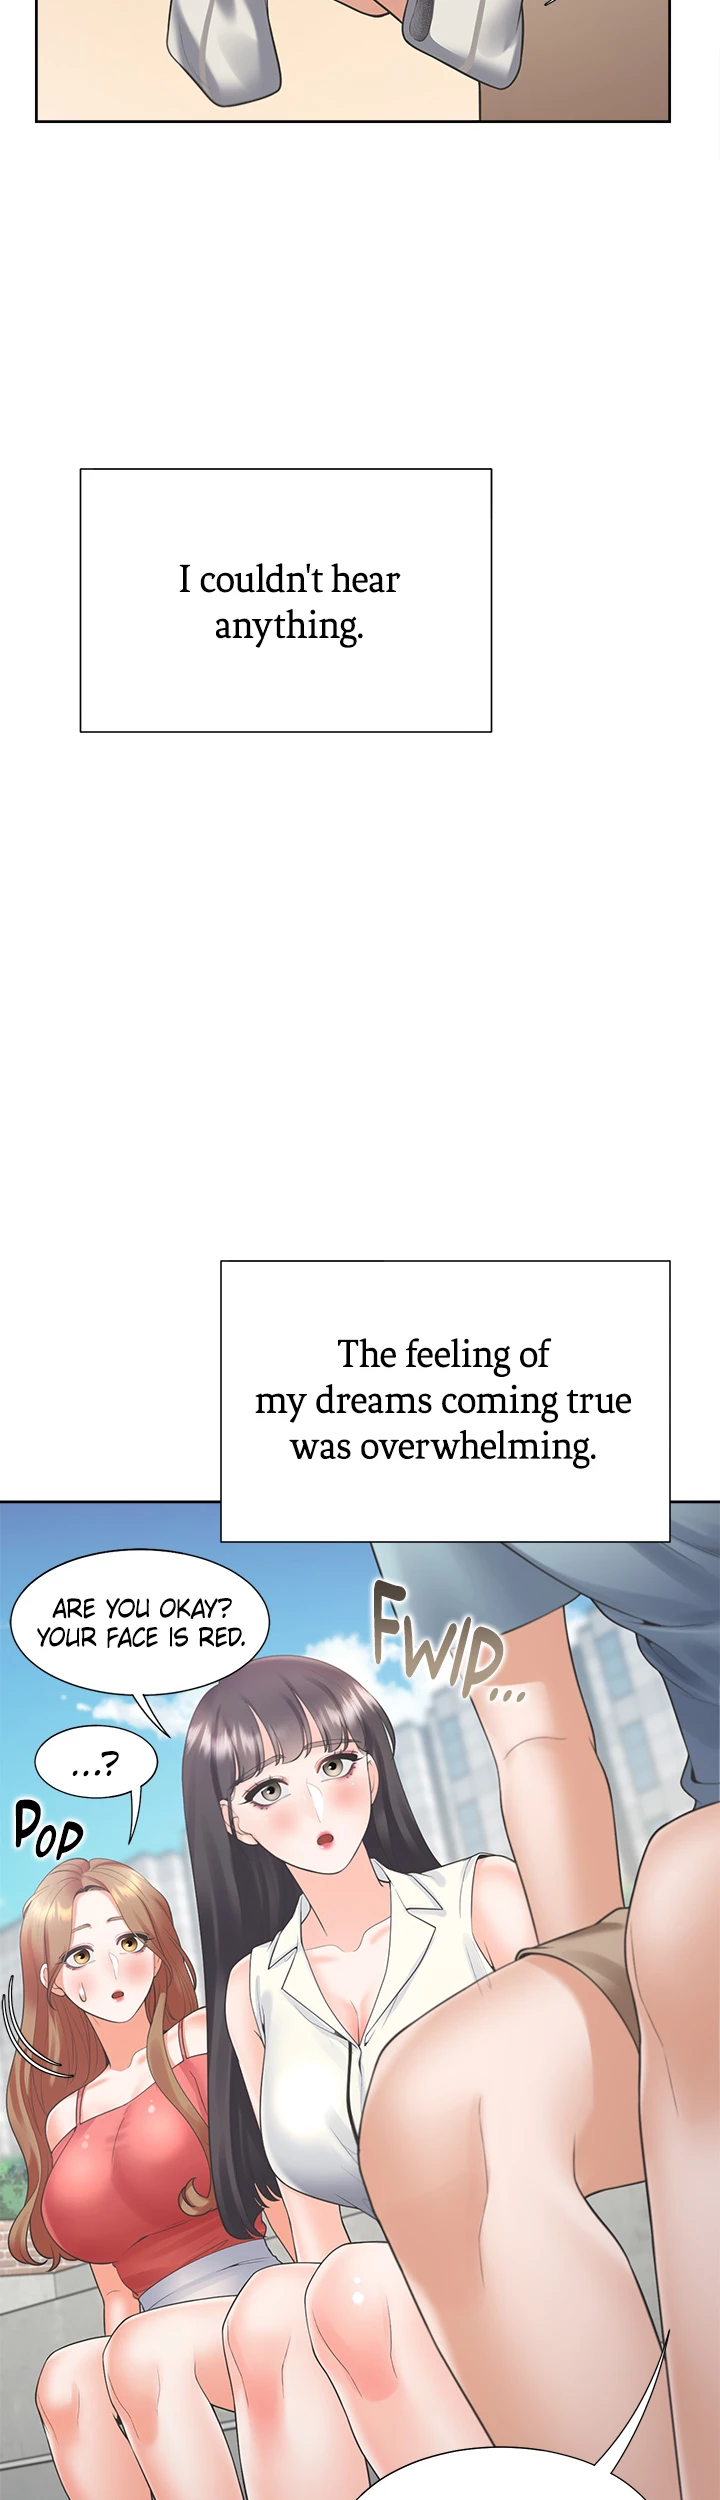 I couldn't hear
anything.
The feeling of
my dreams coming true
was overwhelming.
ARE YOU OKAY?
YOUR FACE IS RED.
FWIP...
...?
POP